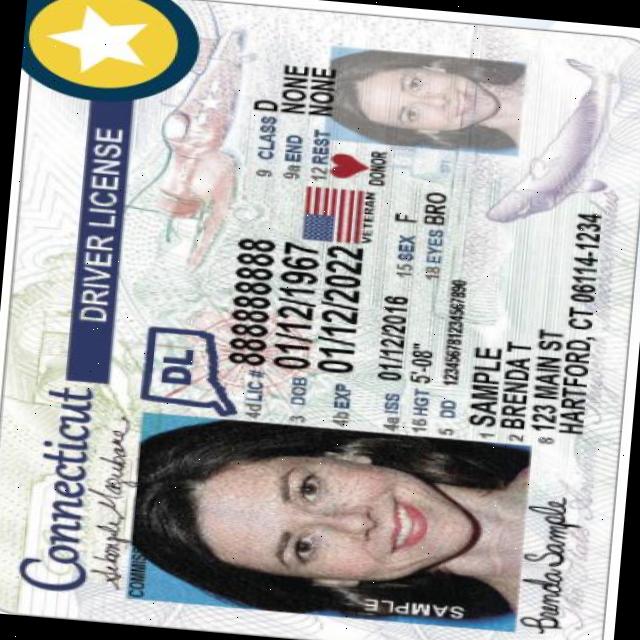 Connecticut
DRIVER LICENSE
DL
4d LIC # 888888888
9 CLASS D
3 DOB 01/12/1967
9a END NONE
4b EXP 01/12/2022
12 REST NONE
VETERAN
DONOR
4a ISS 01/12/2016
15 SEX F
16 HGT 5'-08"
18 EYES BRO
5 DD 12345678123456789
1 SAMPLE
2 BRENDA T
8 123 MAIN ST
HARTFORD, CT 06114-1234
COMMIS
SAMPLE
Brenda Sample